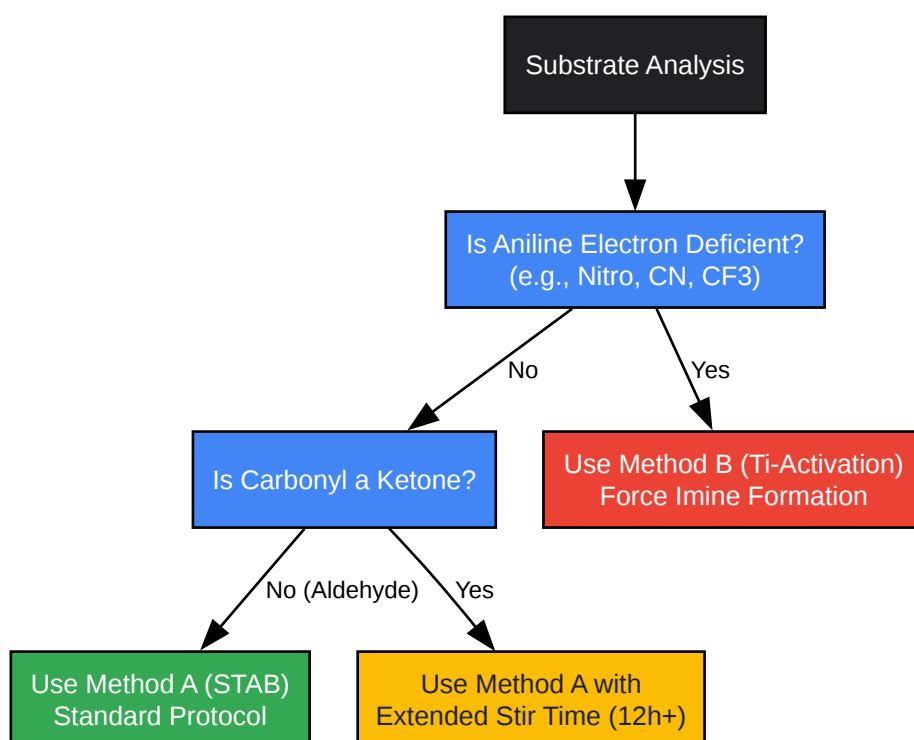 Substrate Analysis
Is Aniline Electron Deficient?
(e.g., Nitro, CN, CF3)
No
Yes
Is Carbonyl a Ketone?
Use Method B (Ti-Activation)
Force Imine Formation
No (Aldehyde)
Yes
Use Method A (STAB)
Standard Protocol
Use Method A with
Extended Stir Time (12h+)